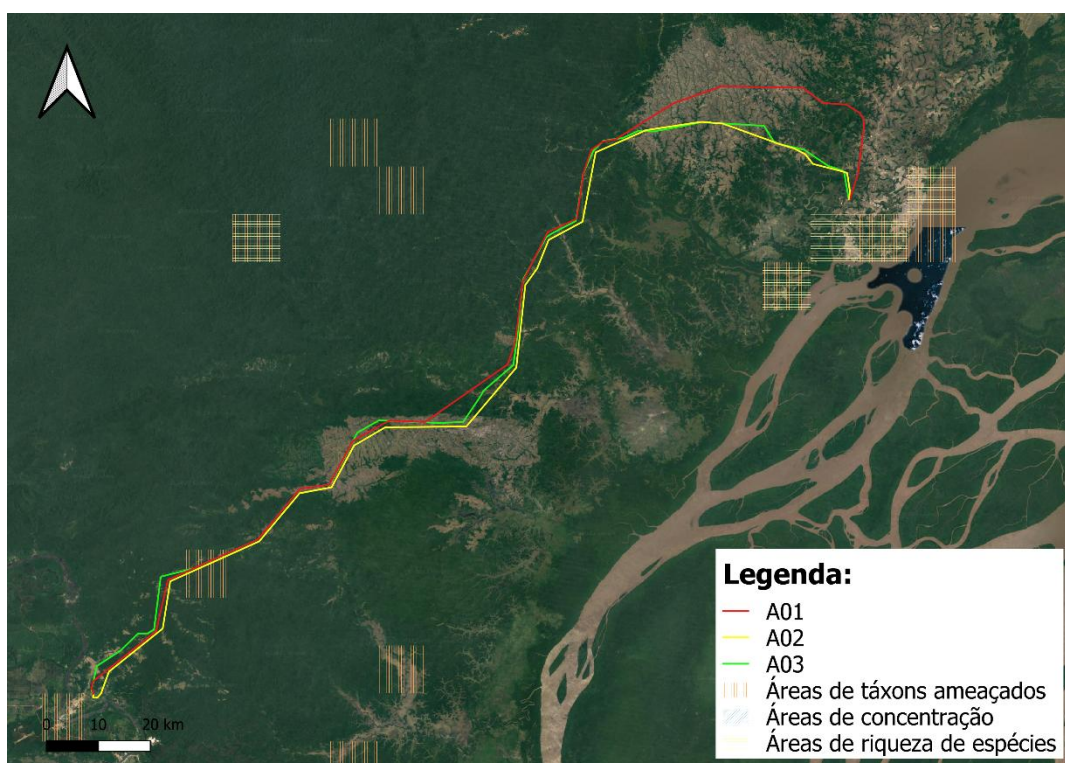 Legenda:
A01
A02
A03
Áreas de táxons ameaçados
Áreas de concentração
Áreas de riqueza de espécies
0 10 20 km